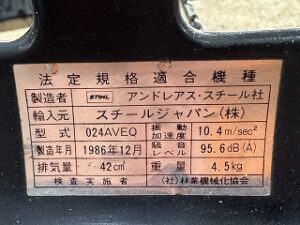 法定規格適合機種
製造者 STIHL アンドレアス・スチール社
輸入元 スチールジャパン(株)
型式 024AVEQ 振動加速度 10.4m/sec²
製造年月 1986年12月 騒音レベル 95.6dB(A)
排気量 42cm³ 重量 4.5kg
検査実施 (社)林業機械化協会